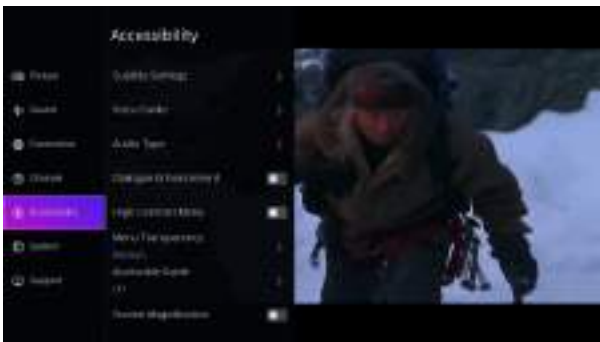 Accessibility
Picture
Subtitle Settings
Sound
Voice Guide
Connection
Audio Type
Channel
Dialogue Enhancement
Accessibility
High Contrast Menu
Menu Transparency
System
Accessible Guide
Support
Screen Magnification